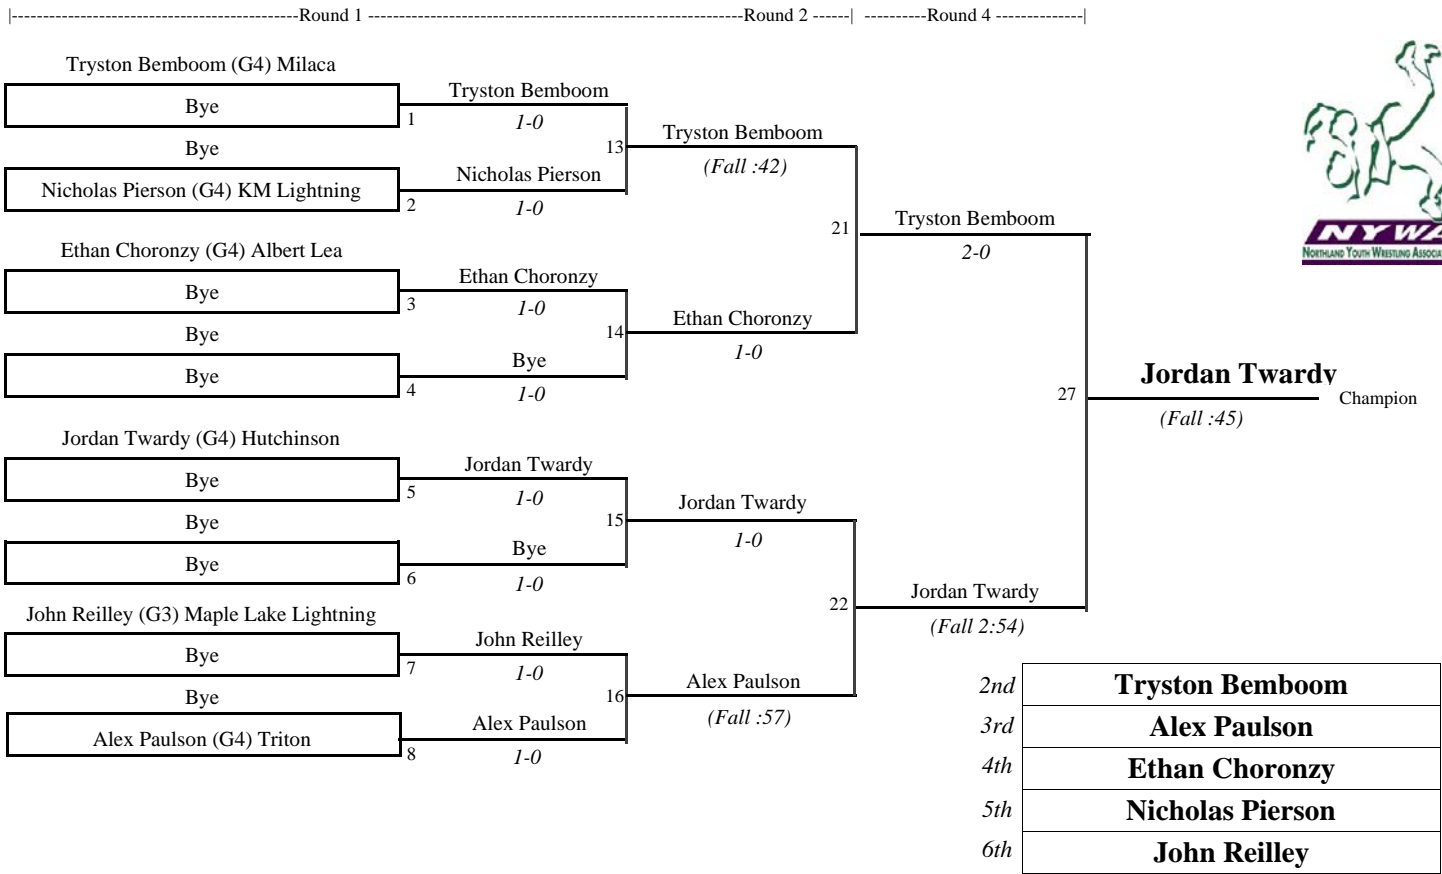 |----------------------------------------------Round 1 ------------------------------------------------------------Round 2 ------| ----------Round 4 --------------|
Tryston Bemboom (G4) Milaca
Bye
1
Bye
Nicholas Pierson (G4) KM Lightning
2
Ethan Choronzy (G4) Albert Lea
Bye
3
Bye
Bye
4
Jordan Twardy (G4) Hutchinson
Bye
5
Bye
Bye
6
John Reilley (G3) Maple Lake Lightning
Bye
7
Bye
Alex Paulson (G4) Triton
8
Tryston Bemboom
1-0
13
Nicholas Pierson
1-0
Ethan Choronzy
1-0
14
Bye
1-0
Jordan Twardy
1-0
15
Bye
1-0
John Reilley
1-0
16
Alex Paulson
1-0
Tryston Bemboom
(Fall :42)
21
Ethan Choronzy
1-0
Jordan Twardy
1-0
22
Alex Paulson
(Fall :57)
Tryston Bemboom
2-0
27
Jordan Twardy
(Fall 2:54)
NYWA
Northland Youth Wrestling
Jordan Twardy
Champion
(Fall :45)
2nd Tryston Bemboom
3rd Alex Paulson
4th Ethan Choronzy
5th Nicholas Pierson
6th John Reilley